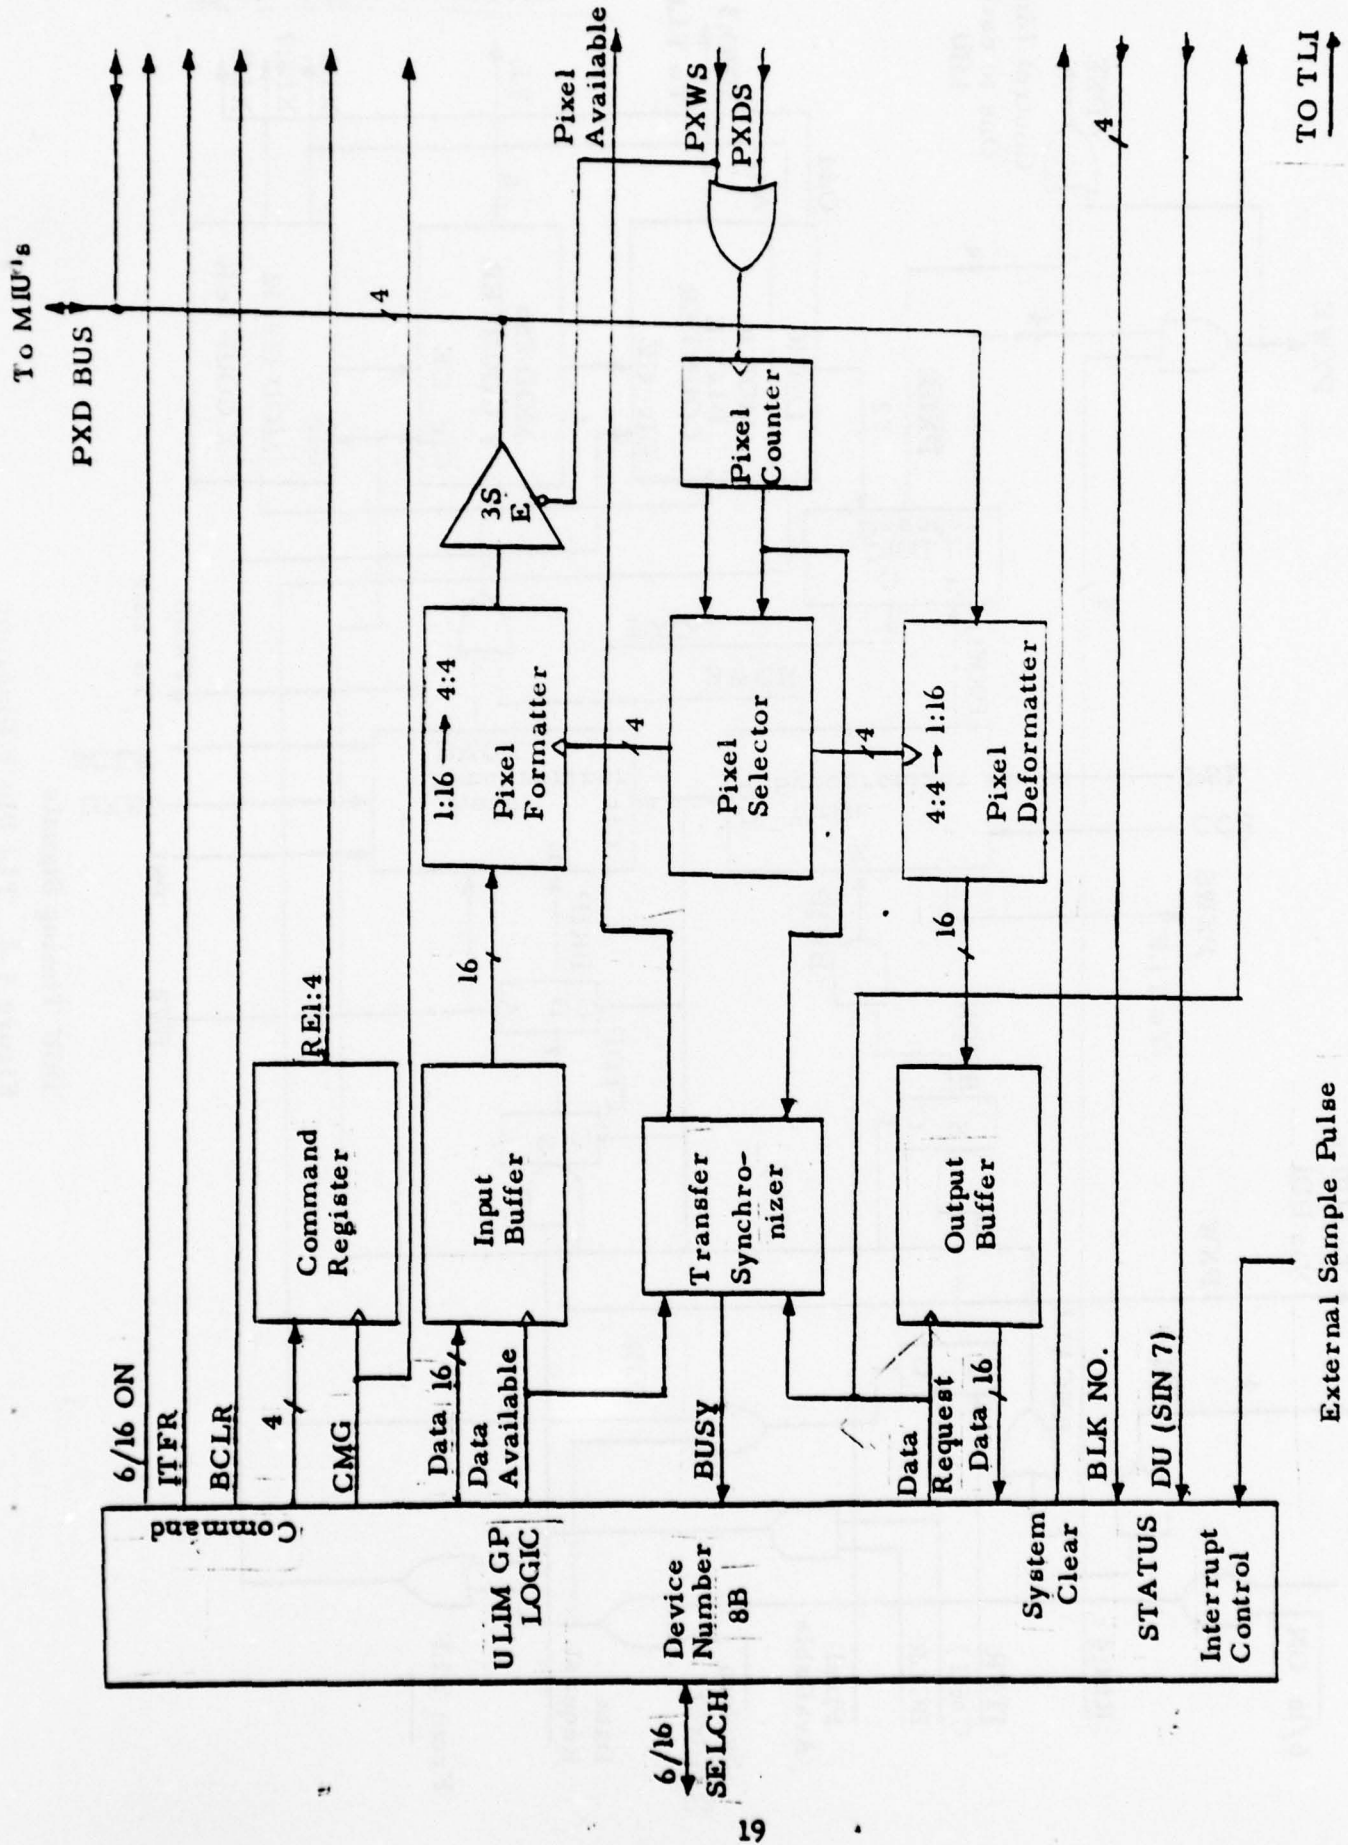 To MIU's
PXD BUS
6/16 ON
ITFR
BCLR
Command
4
CMG
Command
Register
RE1:4
4
ULIM GP
LOGIC
Data 16
Data
Available
Input
Buffer
16
1:16 → 4:4
Pixel
Formatter
3S
E
Pixel
Available
PXWS
PXDS
Pixel
Counter
4
Pixel
Selector
4
6/16
SELCH
Device
Number
8B
BUSY
Transfer
Synchro-
nizer
Data
Request
Data 16
Output
Buffer
16
4:4 → 1:16
Pixel
Deformatter
System
Clear
BLK NO.
4
STATUS
DU (SIN 7)
Interrupt
Control
External Sample Pulse
TO TLI
19